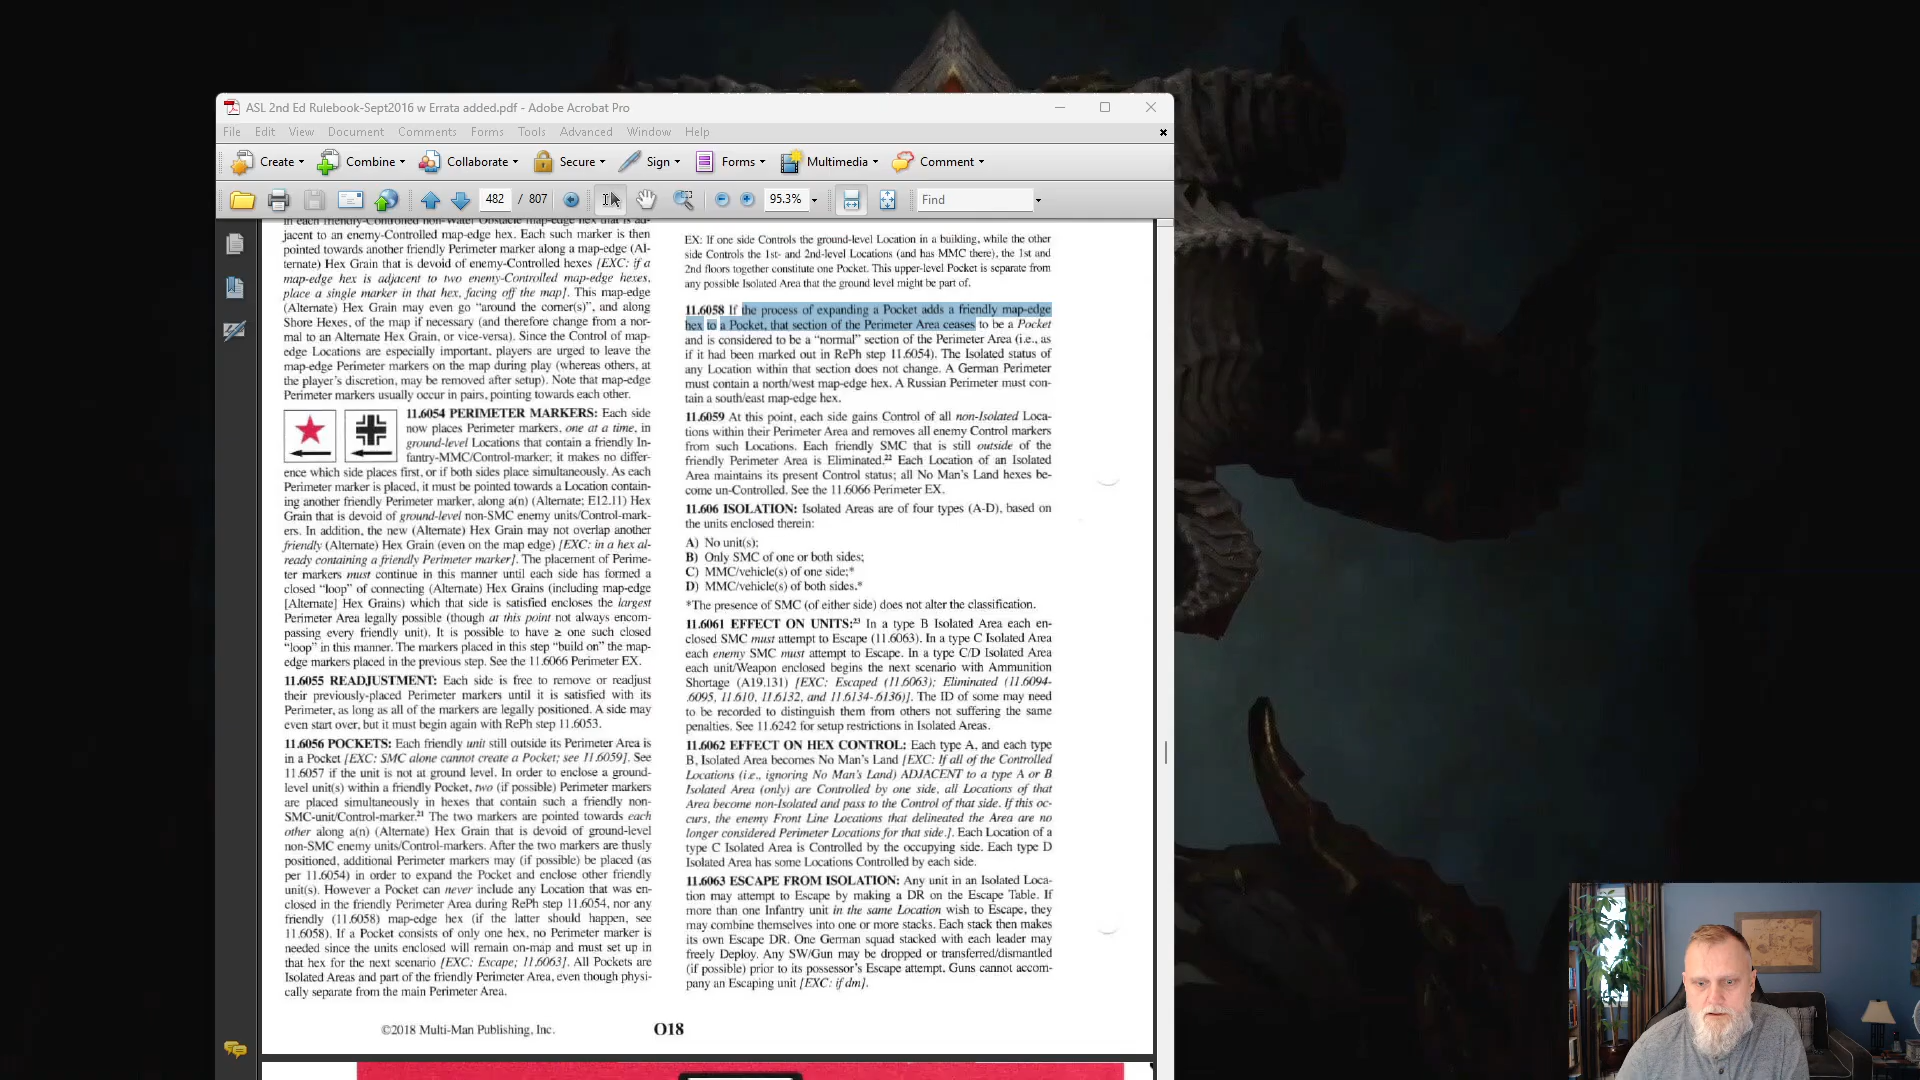 ASL 2nd Ed Rulebook-Sept2016 w Errata added.pdf - Adobe Acrobat Pro
File Edit View Document Comments Forms Tools Advanced Window Help
Create Combine Collaborate Secure Sign Forms Multimedia Comment
482 / 807 95.3% Find
in each friendly-Controlled non-Water Obstacle map-edge hex that is ad-
jacent to an enemy-Controlled map-edge hex. Each such marker is then
pointed towards another friendly Perimeter marker along a map-edge (Al-
ternate) Hex Grain that is devoid of enemy-Controlled hexes [EXC: if a
map-edge hex is adjacent to two enemy-Controlled map-edge hexes,
place a single marker in that hex, facing off the map]. This map-edge
(Alternate) Hex Grain may even go “around the corner(s)”, and along
Shore Hexes, of the map if necessary (and therefore change from a nor-
mal to an Alternate Hex Grain, or vice-versa). Since the Control of map-
edge Locations are especially important, players are urged to leave the
map-edge Perimeter markers on the map during play (whereas others, at
the player’s discretion, may be removed after setup). Note that map-edge
Perimeter markers usually occur in pairs, pointing towards each other.
11.6054 PERIMETER MARKERS: Each side
now places Perimeter markers, one at a time, in
ground-level Locations that contain a friendly In-
fantry-MMC/Control-marker; it makes no differ-
ence which side places first, or if both sides place simultaneously. As each
Perimeter marker is placed, it must be pointed towards a Location contain-
ing another friendly Perimeter marker, along a(n) (Alternate; E12.11) Hex
Grain that is devoid of ground-level non-SMC enemy units/Control-mark-
ers. In addition, the new (Alternate) Hex Grain may not overlap another
friendly (Alternate) Hex Grain (even on the map edge) [EXC: in a hex al-
ready containing a friendly Perimeter marker]. The placement of Perime-
ter markers must continue in this manner until each side has formed a
closed “loop” of connecting (Alternate) Hex Grains (including map-edge
[Alternate] Hex Grains) which that side is satisfied encloses the largest
Perimeter Area legally possible (though at this point not always encom-
passing every friendly unit). It is possible to have ≥ one such closed
“loop” in this manner. The markers placed in this step “build on” the map-
edge markers placed in the previous step. See the 11.6066 Perimeter EX.
11.6055 READJUSTMENT: Each side is free to remove or readjust
their previously-placed Perimeter markers until it is satisfied with its
Perimeter, as long as all of the markers are legally positioned. A side may
even start over, but it must begin again with RePh step 11.6053.
11.6056 POCKETS: Each friendly unit still outside its Perimeter Area is
in a Pocket [EXC: SMC alone cannot create a Pocket; see 11.6059]. See
11.6057 if the unit is not at ground level. In order to enclose a ground-
level unit(s) within a friendly Pocket, two (if possible) Perimeter markers
are placed simultaneously in hexes that contain such a friendly non-
SMC-unit/Control-marker.21 The two markers are pointed towards each
other along a(n) (Alternate) Hex Grain that is devoid of ground-level
non-SMC enemy units/Control-markers. After the two markers are thusly
positioned, additional Perimeter markers may (if possible) be placed (as
per 11.6054) in order to expand the Pocket and enclose other friendly
unit(s). However a Pocket can never include any Location that was en-
closed in the friendly Perimeter Area during RePh step 11.6054, nor any
friendly (11.6058) map-edge hex (if the latter should happen, see
11.6058). If a Pocket consists of only one hex, no Perimeter marker is
needed since the units enclosed will remain on-map and must set up in
that hex for the next scenario [EXC: Escape; 11.6063]. All Pockets are
Isolated Areas and part of the friendly Perimeter Area, even though physi-
cally separate from the main Perimeter Area.
EX: If one side Controls the ground-level Location in a building, while the other
side Controls the 1st- and 2nd-level Locations (and has MMC there), the 1st and
2nd floors together constitute one Pocket. This upper-level Pocket is separate from
any possible Isolated Area that the ground level might be part of.
11.6058 If the process of expanding a Pocket adds a friendly map-edge
hex to a Pocket, that section of the Perimeter Area ceases to be a Pocket
and is considered to be a “normal” section of the Perimeter Area (i.e., as
if it had been marked out in RePh step 11.6054). The Isolated status of
any Location within that section does not change. A German Perimeter
must contain a north/west map-edge hex. A Russian Perimeter must con-
tain a south/east map-edge hex.
11.6059 At this point, each side gains Control of all non-Isolated Loca-
tions within their Perimeter Area and removes all enemy Control markers
from such Locations. Each friendly SMC that is still outside of the
friendly Perimeter Area is Eliminated.22 Each Location of an Isolated
Area maintains its present Control status; all No Man’s Land hexes be-
come un-Controlled. See the 11.6066 Perimeter EX.
11.606 ISOLATION: Isolated Areas are of four types (A-D), based on
the units enclosed therein:
A) No unit(s);
B) Only SMC of one or both sides;
C) MMC/vehicle(s) of one side;*
D) MMC/vehicle(s) of both sides.*
*The presence of SMC (of either side) does not alter the classification.
11.6061 EFFECT ON UNITS:23 In a type B Isolated Area each en-
closed SMC must attempt to Escape (11.6063). In a type C Isolated Area
each enemy SMC must attempt to Escape. In a type C/D Isolated Area
each unit/Weapon enclosed begins the next scenario with Ammunition
Shortage (A19.131) [EXC: Escaped (11.6063); Eliminated (11.6094-
.6095, 11.610, 11.6132, and 11.6134-.6136)]. The ID of some may need
to be recorded to distinguish them from others not suffering the same
penalties. See 11.6242 for setup restrictions in Isolated Areas.
11.6062 EFFECT ON HEX CONTROL: Each type A, and each type
B, Isolated Area becomes No Man’s Land [EXC: If all of the Controlled
Locations (i.e., ignoring No Man’s Land) ADJACENT to a type A or B
Isolated Area (only) are Controlled by one side, all Locations of that
Area become non-Isolated and pass to the Control of that side. If this oc-
curs, the enemy Front Line Locations that delineated the Area are no
longer considered Perimeter Locations for that side.]. Each Location of a
type C Isolated Area is Controlled by the occupying side. Each type D
Isolated Area has some Locations Controlled by each side.
11.6063 ESCAPE FROM ISOLATION: Any unit in an Isolated Loca-
tion may attempt to Escape by making a DR on the Escape Table. If
more than one Infantry unit in the same Location wish to Escape, they
may combine themselves into one or more stacks. Each stack then makes
its own Escape DR. One German squad stacked with each leader may
freely Deploy. Any SW/Gun may be dropped or transferred/dismantled
(if possible) prior to its possessor’s Escape attempt. Guns cannot accom-
pany an Escaping unit [EXC: if dm].
©2018 Multi-Man Publishing, Inc.
O18